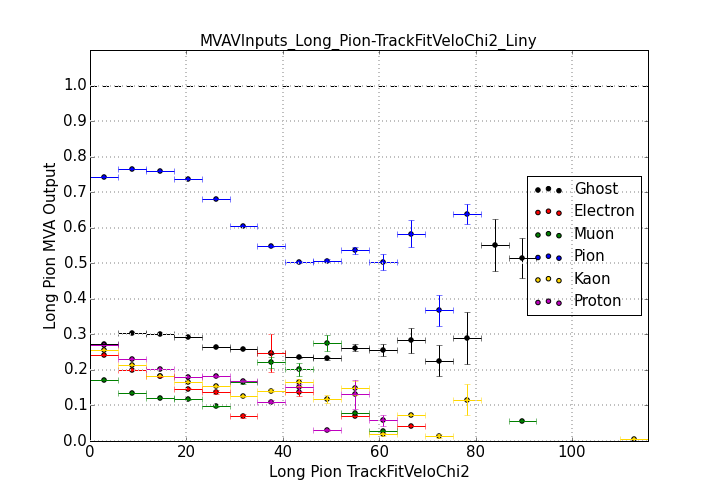 MVAVInputs_Long_Pion-TrackFitVeloChi2_Liny
Long Pion MVA Output
1.0
0.9
0.8
0.7
0.6
0.5
0.4
0.3
0.2
0.1
0.0
Ghost
Electron
Muon
Pion
Kaon
Proton
0 20 40 60 80 100
Long Pion TrackFitVeloChi2